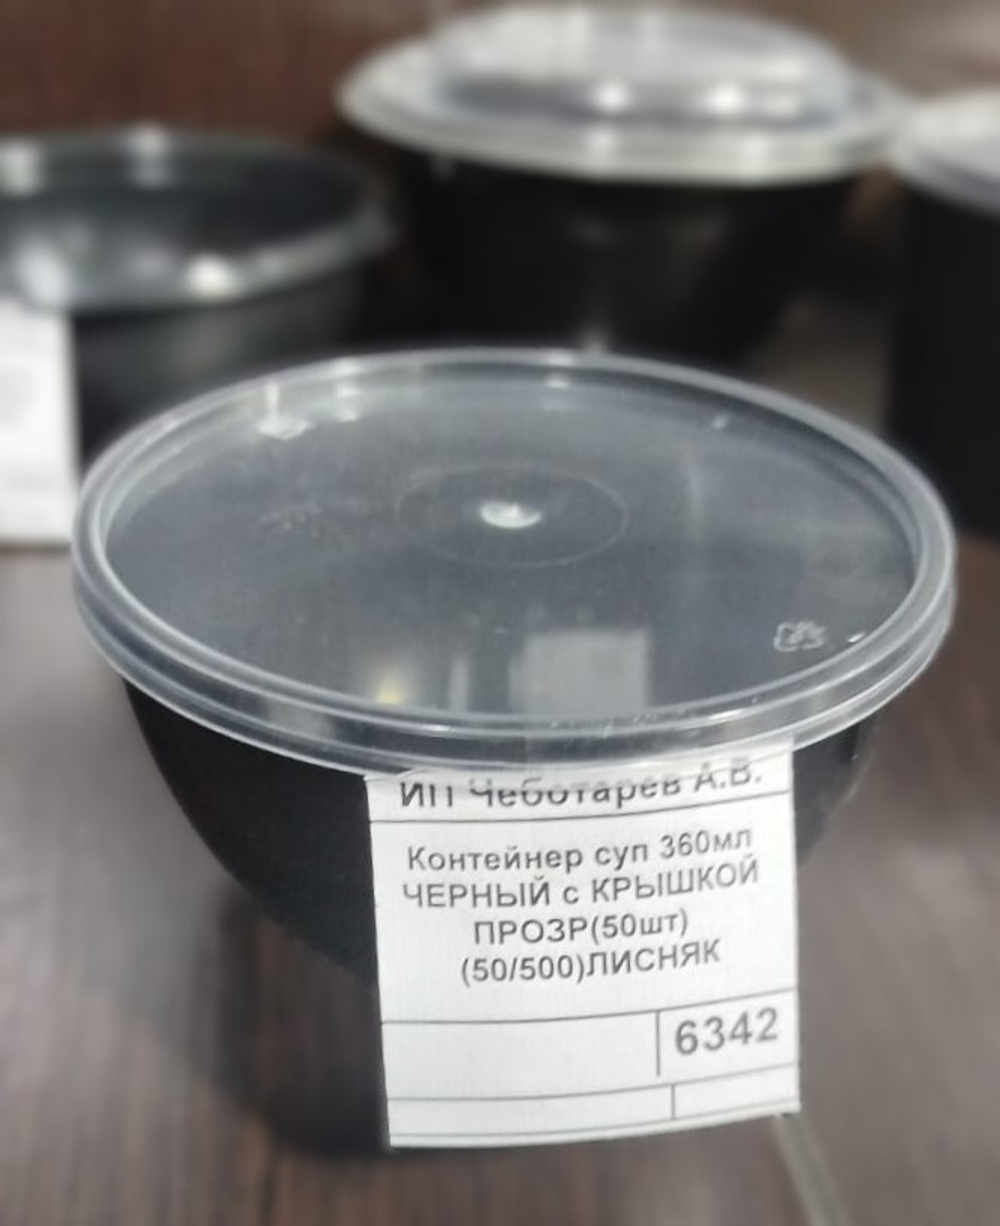 ИП Чеботарев А.В.
Контейнер суп 360мл
ЧЕРНЫЙ с КРЫШКОЙ
ПРОЗР(50шт)
(50/500)ЛИСНЯК
6342